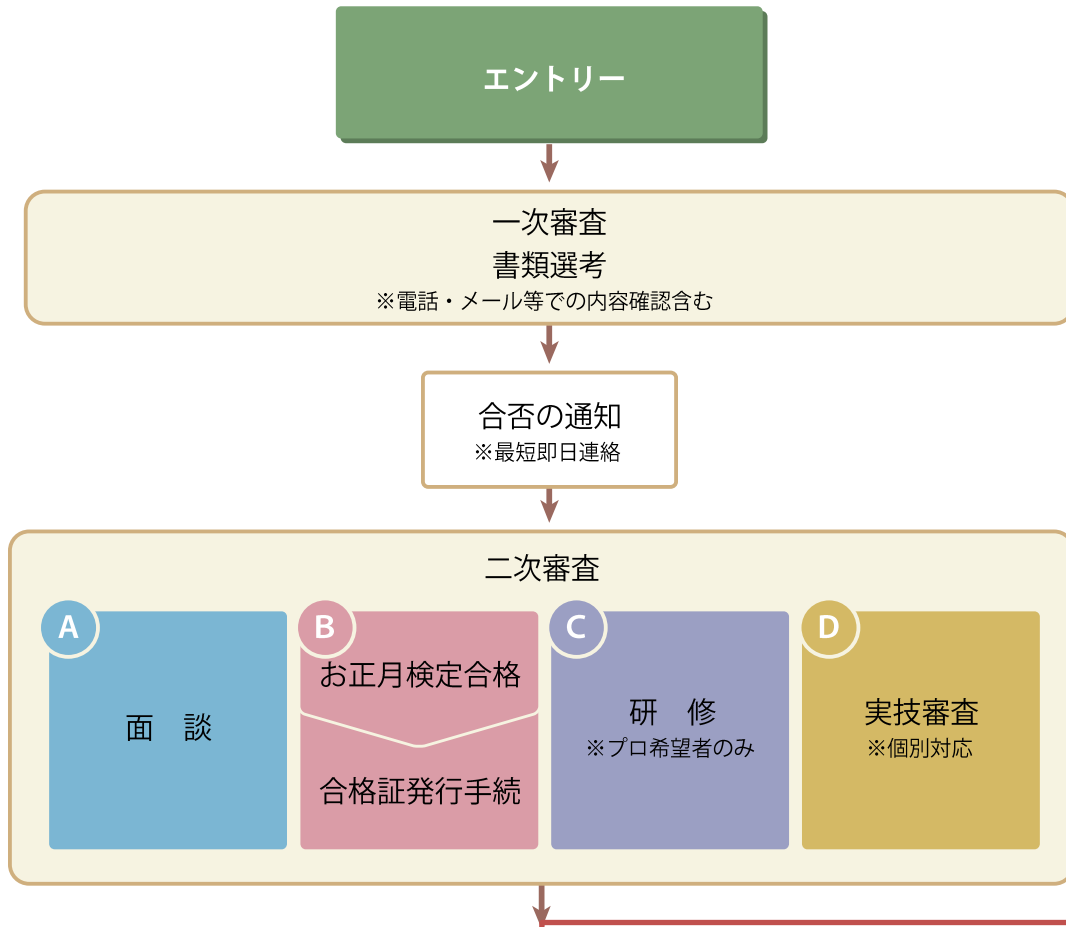 エントリー
一次審査
書類選考
※電話・メール等での内容確認含む
合否の通知
※最短即日連絡
二次審査
A
面　談
B
お正月検定合格
合格証発行手続
C
研　修
※プロ希望者のみ
D
実技審査
※個別対応